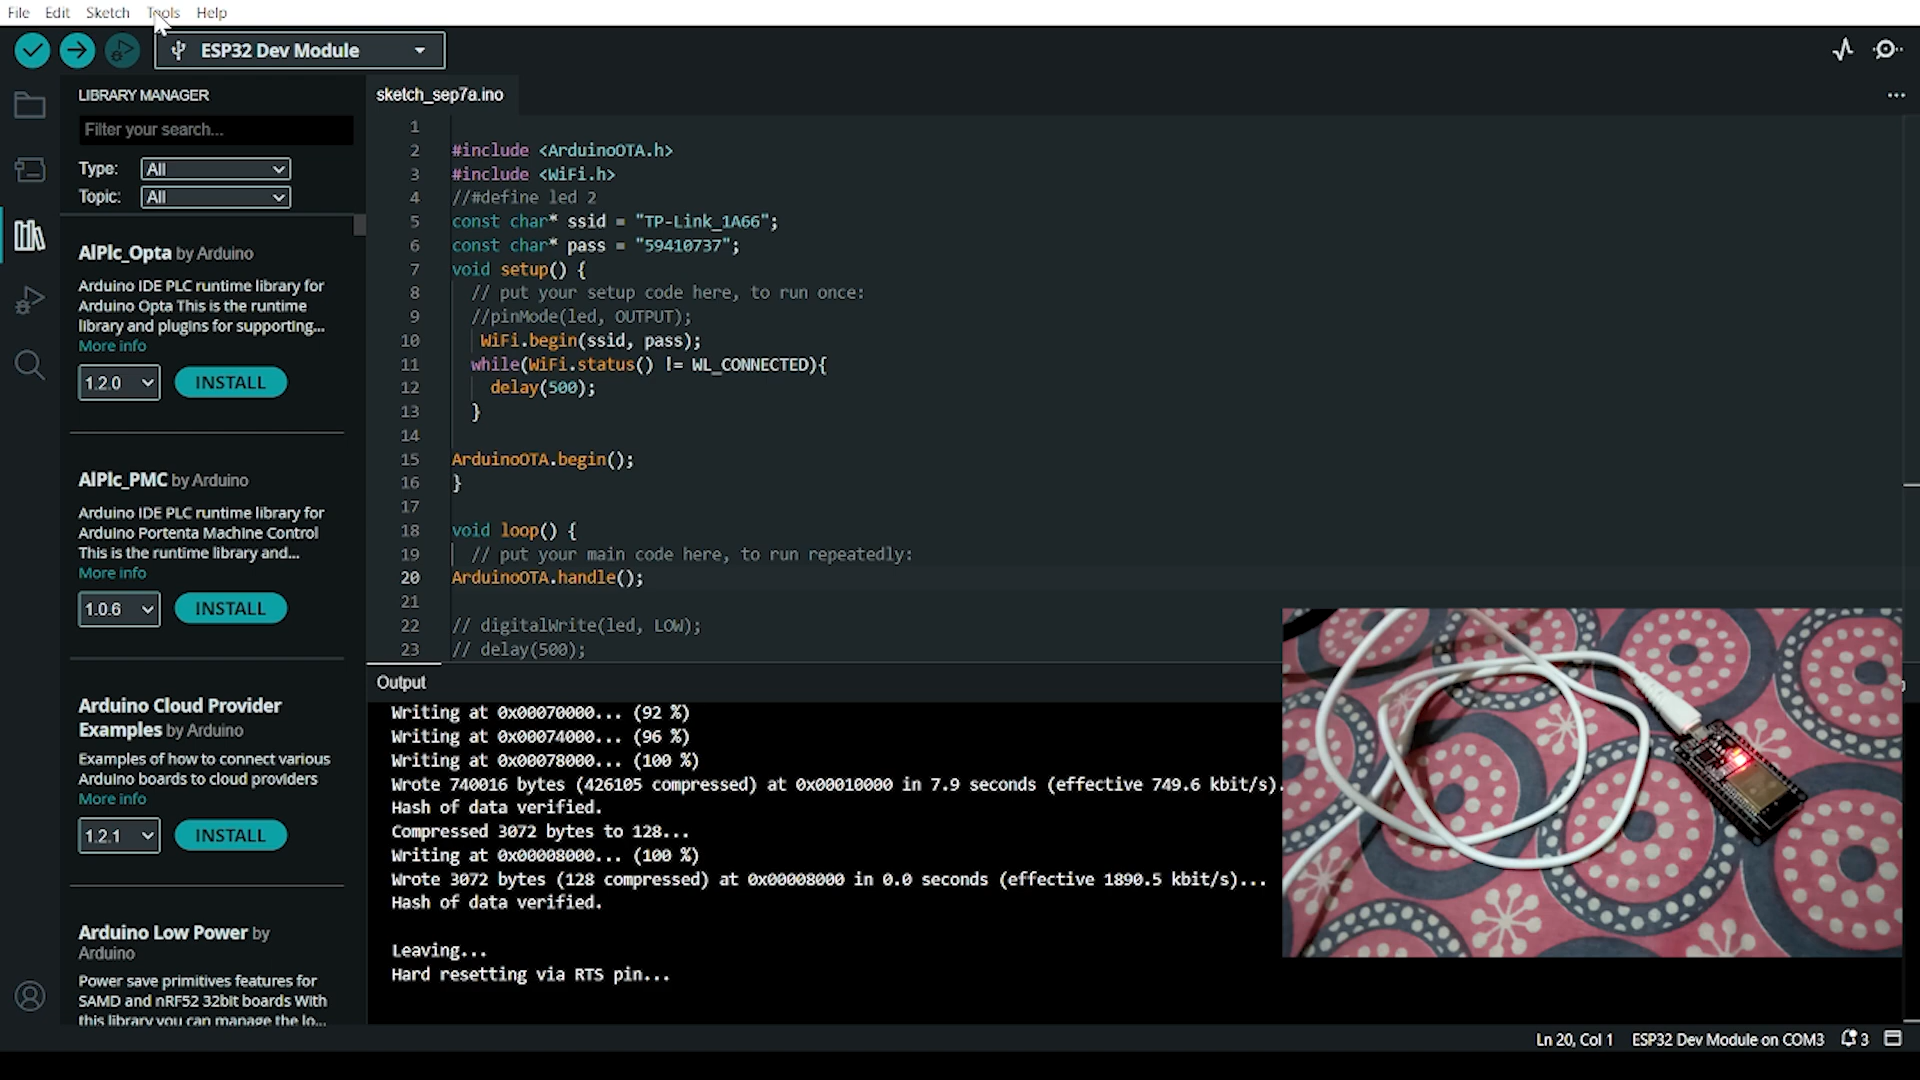 File Edit Sketch Tools Help
ESP32 Dev Module
LIBRARY MANAGER
Filter your search...
Type: All
Topic: All
AlPlc_Opta by Arduino
Arduino IDE PLC runtime library for
Arduino Opta This is the runtime
library and plugins for supporting...
More info
1.2.0 INSTALL
AlPlc_PMC by Arduino
Arduino IDE PLC runtime library for
Arduino Portenta Machine Control
This is the runtime library and...
More info
1.0.6 INSTALL
Arduino Cloud Provider
Examples by Arduino
Examples of how to connect various
Arduino boards to cloud providers
More info
1.2.1 INSTALL
Arduino Low Power by
Arduino
Power save primitives features for
SAMD and nRF52 32bit boards With
this library you can manage the lo...
sketch_sep7a.ino
1
2 #include <ArduinoOTA.h>
3 #include <WiFi.h>
4 //#define led 2
5 const char* ssid = "TP-Link_1A66";
6 const char* pass = "59410737";
7 void setup() {
8 // put your setup code here, to run once:
9 //pinMode(led, OUTPUT);
10 WiFi.begin(ssid, pass);
11 while(WiFi.status() != WL_CONNECTED){
12 delay(500);
13 }
14
15 ArduinoOTA.begin();
16 }
17
18 void loop() {
19 // put your main code here, to run repeatedly:
20 ArduinoOTA.handle();
21
22 // digitalWrite(led, LOW);
23 // delay(500);
Output
Writing at 0x00070000... (92 %)
Writing at 0x00074000... (96 %)
Writing at 0x00078000... (100 %)
Wrote 740016 bytes (426105 compressed) at 0x00010000 in 7.9 seconds (effective 749.6 kbit/s).
Hash of data verified.
Compressed 3072 bytes to 128...
Writing at 0x00008000... (100 %)
Wrote 3072 bytes (128 compressed) at 0x00008000 in 0.0 seconds (effective 1890.5 kbit/s)...
Hash of data verified.
Leaving...
Hard resetting via RTS pin...
Ln 20, Col 1 ESP32 Dev Module on COM3 3